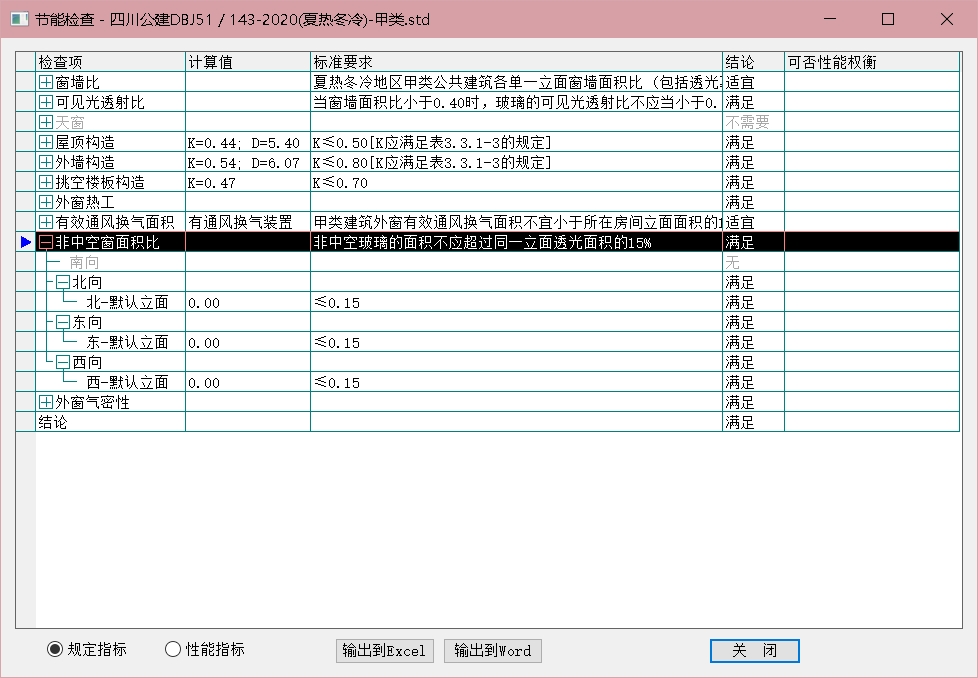 节能检查 - 四川公建DBJ51 / 143-2020(夏热冬冷)-甲类.std
检查项 计算值 标准要求 结论 可否性能权衡
窗墙比 夏热冬冷地区甲类公共建筑各单一立面窗墙面积比（包括透光 适宜
可见光透射比 当窗墙面积比小于0.40时，玻璃的可见光透射比不应当小于0. 满足
天窗 不需要
屋顶构造 K=0.44; D=5.40 K≤0.50[K应满足表3.3.1-3的规定] 满足
外墙构造 K=0.54; D=6.07 K≤0.80[K应满足表3.3.1-3的规定] 满足
挑空楼板构造 K=0.47 K≤0.70 满足
外窗热工 满足
有效通风换气面积 有通风换气装置 甲类建筑外窗有效通风换气面积不宜小于所在房间立面面积的 适宜
非中空窗面积比 非中空玻璃的面积不应超过同一立面透光面积的15% 满足
南向 无
北向 满足
北-默认立面 0.00 ≤0.15 满足
东向 满足
东-默认立面 0.00 ≤0.15 满足
西向 满足
西-默认立面 0.00 ≤0.15 满足
外窗气密性 满足
结论 满足
规定指标 性能指标 输出到Excel 输出到Word 关 闭